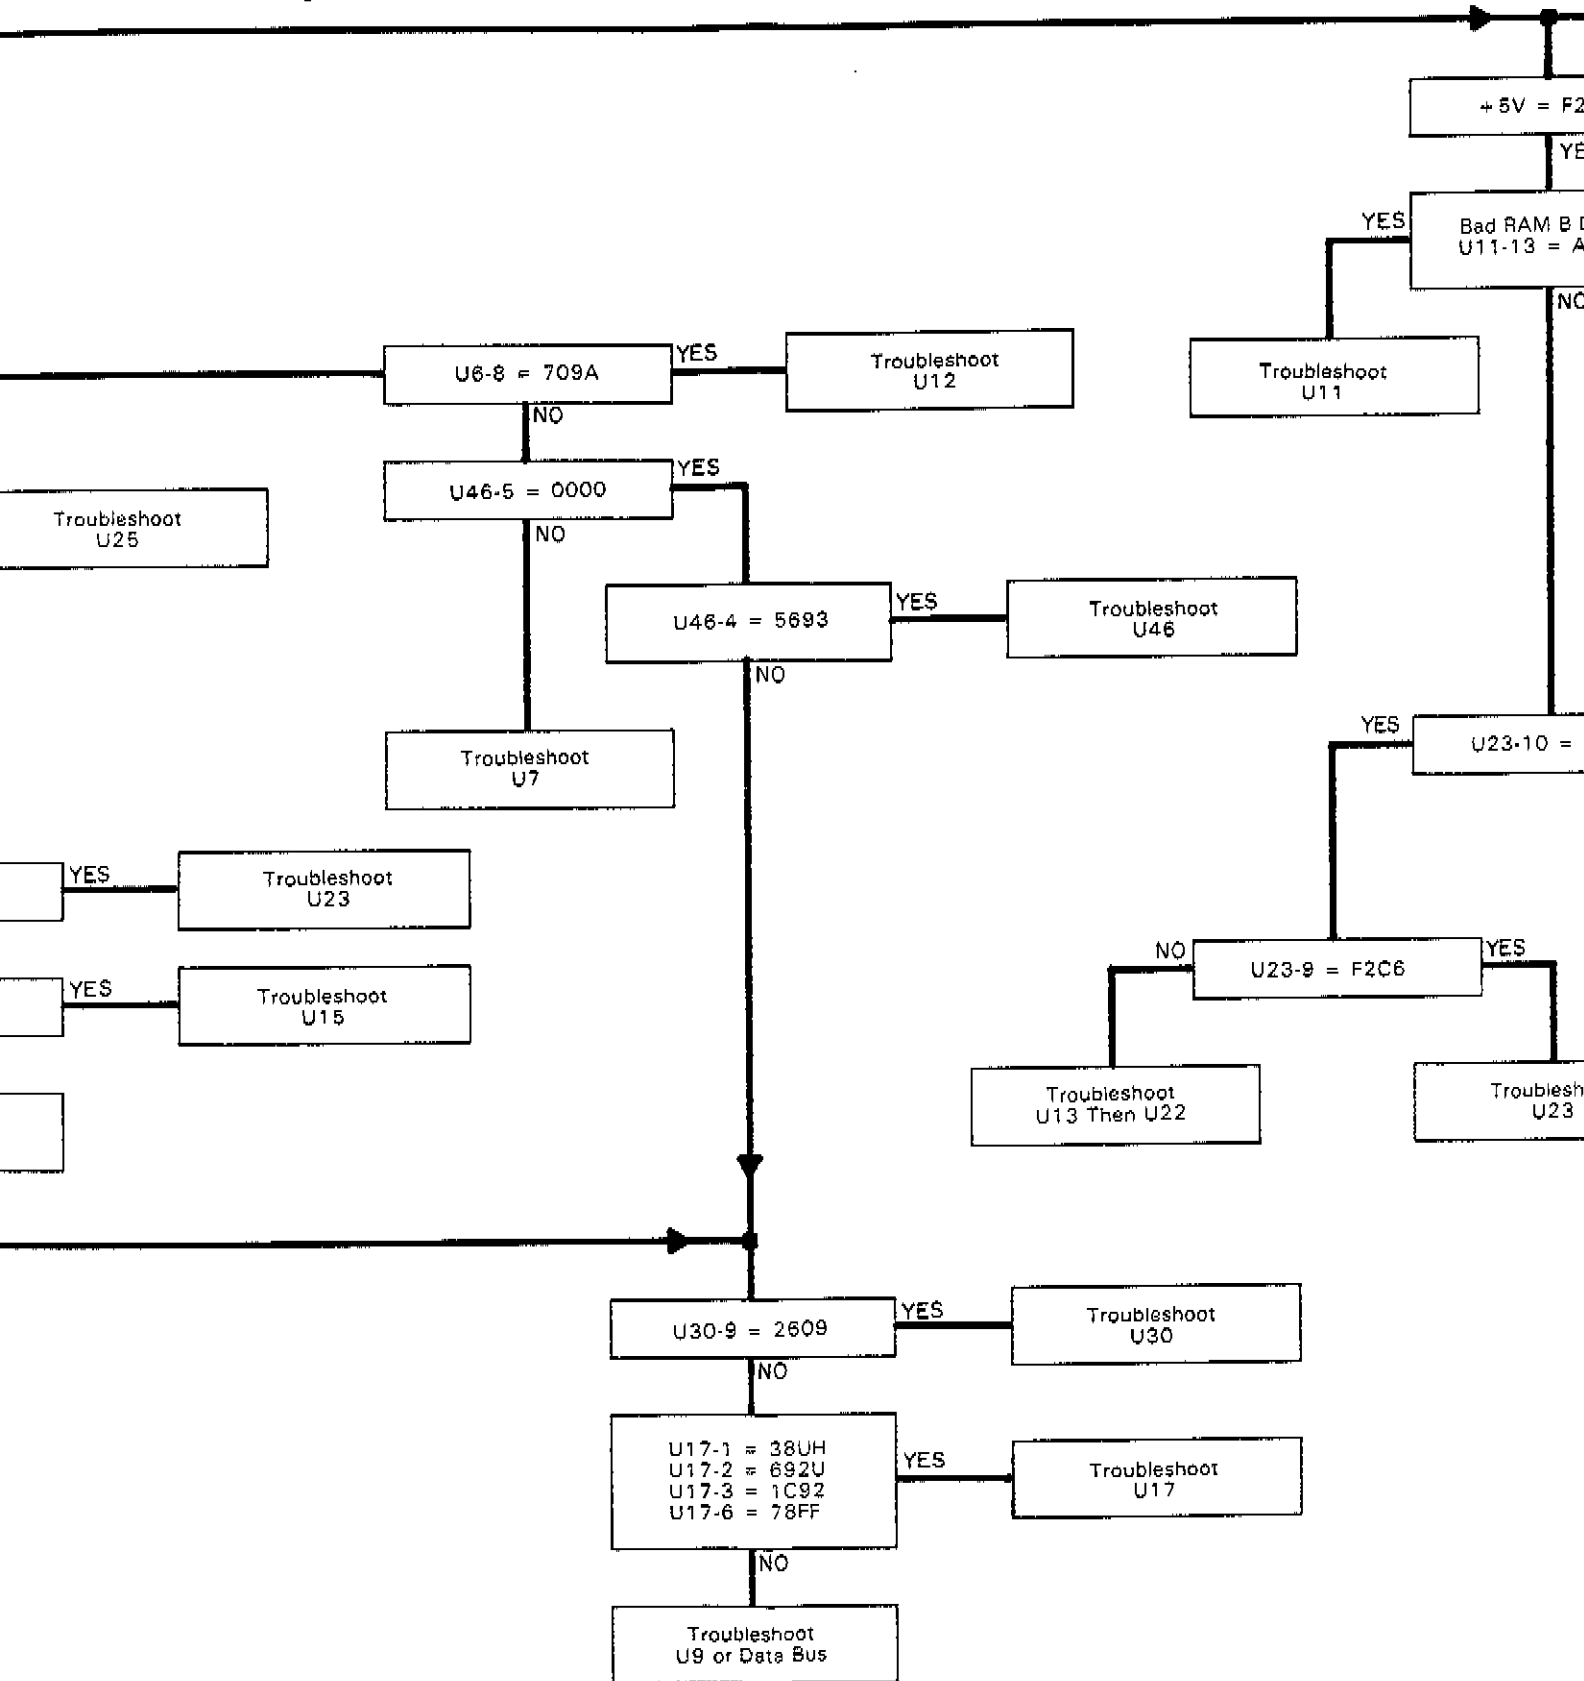 +5V = F2
YE
YES
Bad RAM B
U11-13 = A
NO
Troubleshoot
U11
U6-8 = 709A
YES
Troubleshoot
U12
NO
U46-5 = 0000
YES
NO
Troubleshoot
U25
U46-4 = 5693
YES
Troubleshoot
U46
NO
Troubleshoot
U7
YES
U23-10 =
YES
Troubleshoot
U23
YES
Troubleshoot
U15
NO
U23-9 = F2C6
YES
Troubleshoot
U13 Then U22
Troublesh
U23
U30-9 = 2609
YES
Troubleshoot
U30
NO
U17-1 = 38UH
U17-2 = 692U
U17-3 = 1C92
U17-6 = 78FF
YES
Troubleshoot
U17
NO
Troubleshoot
U9 or Data Bus